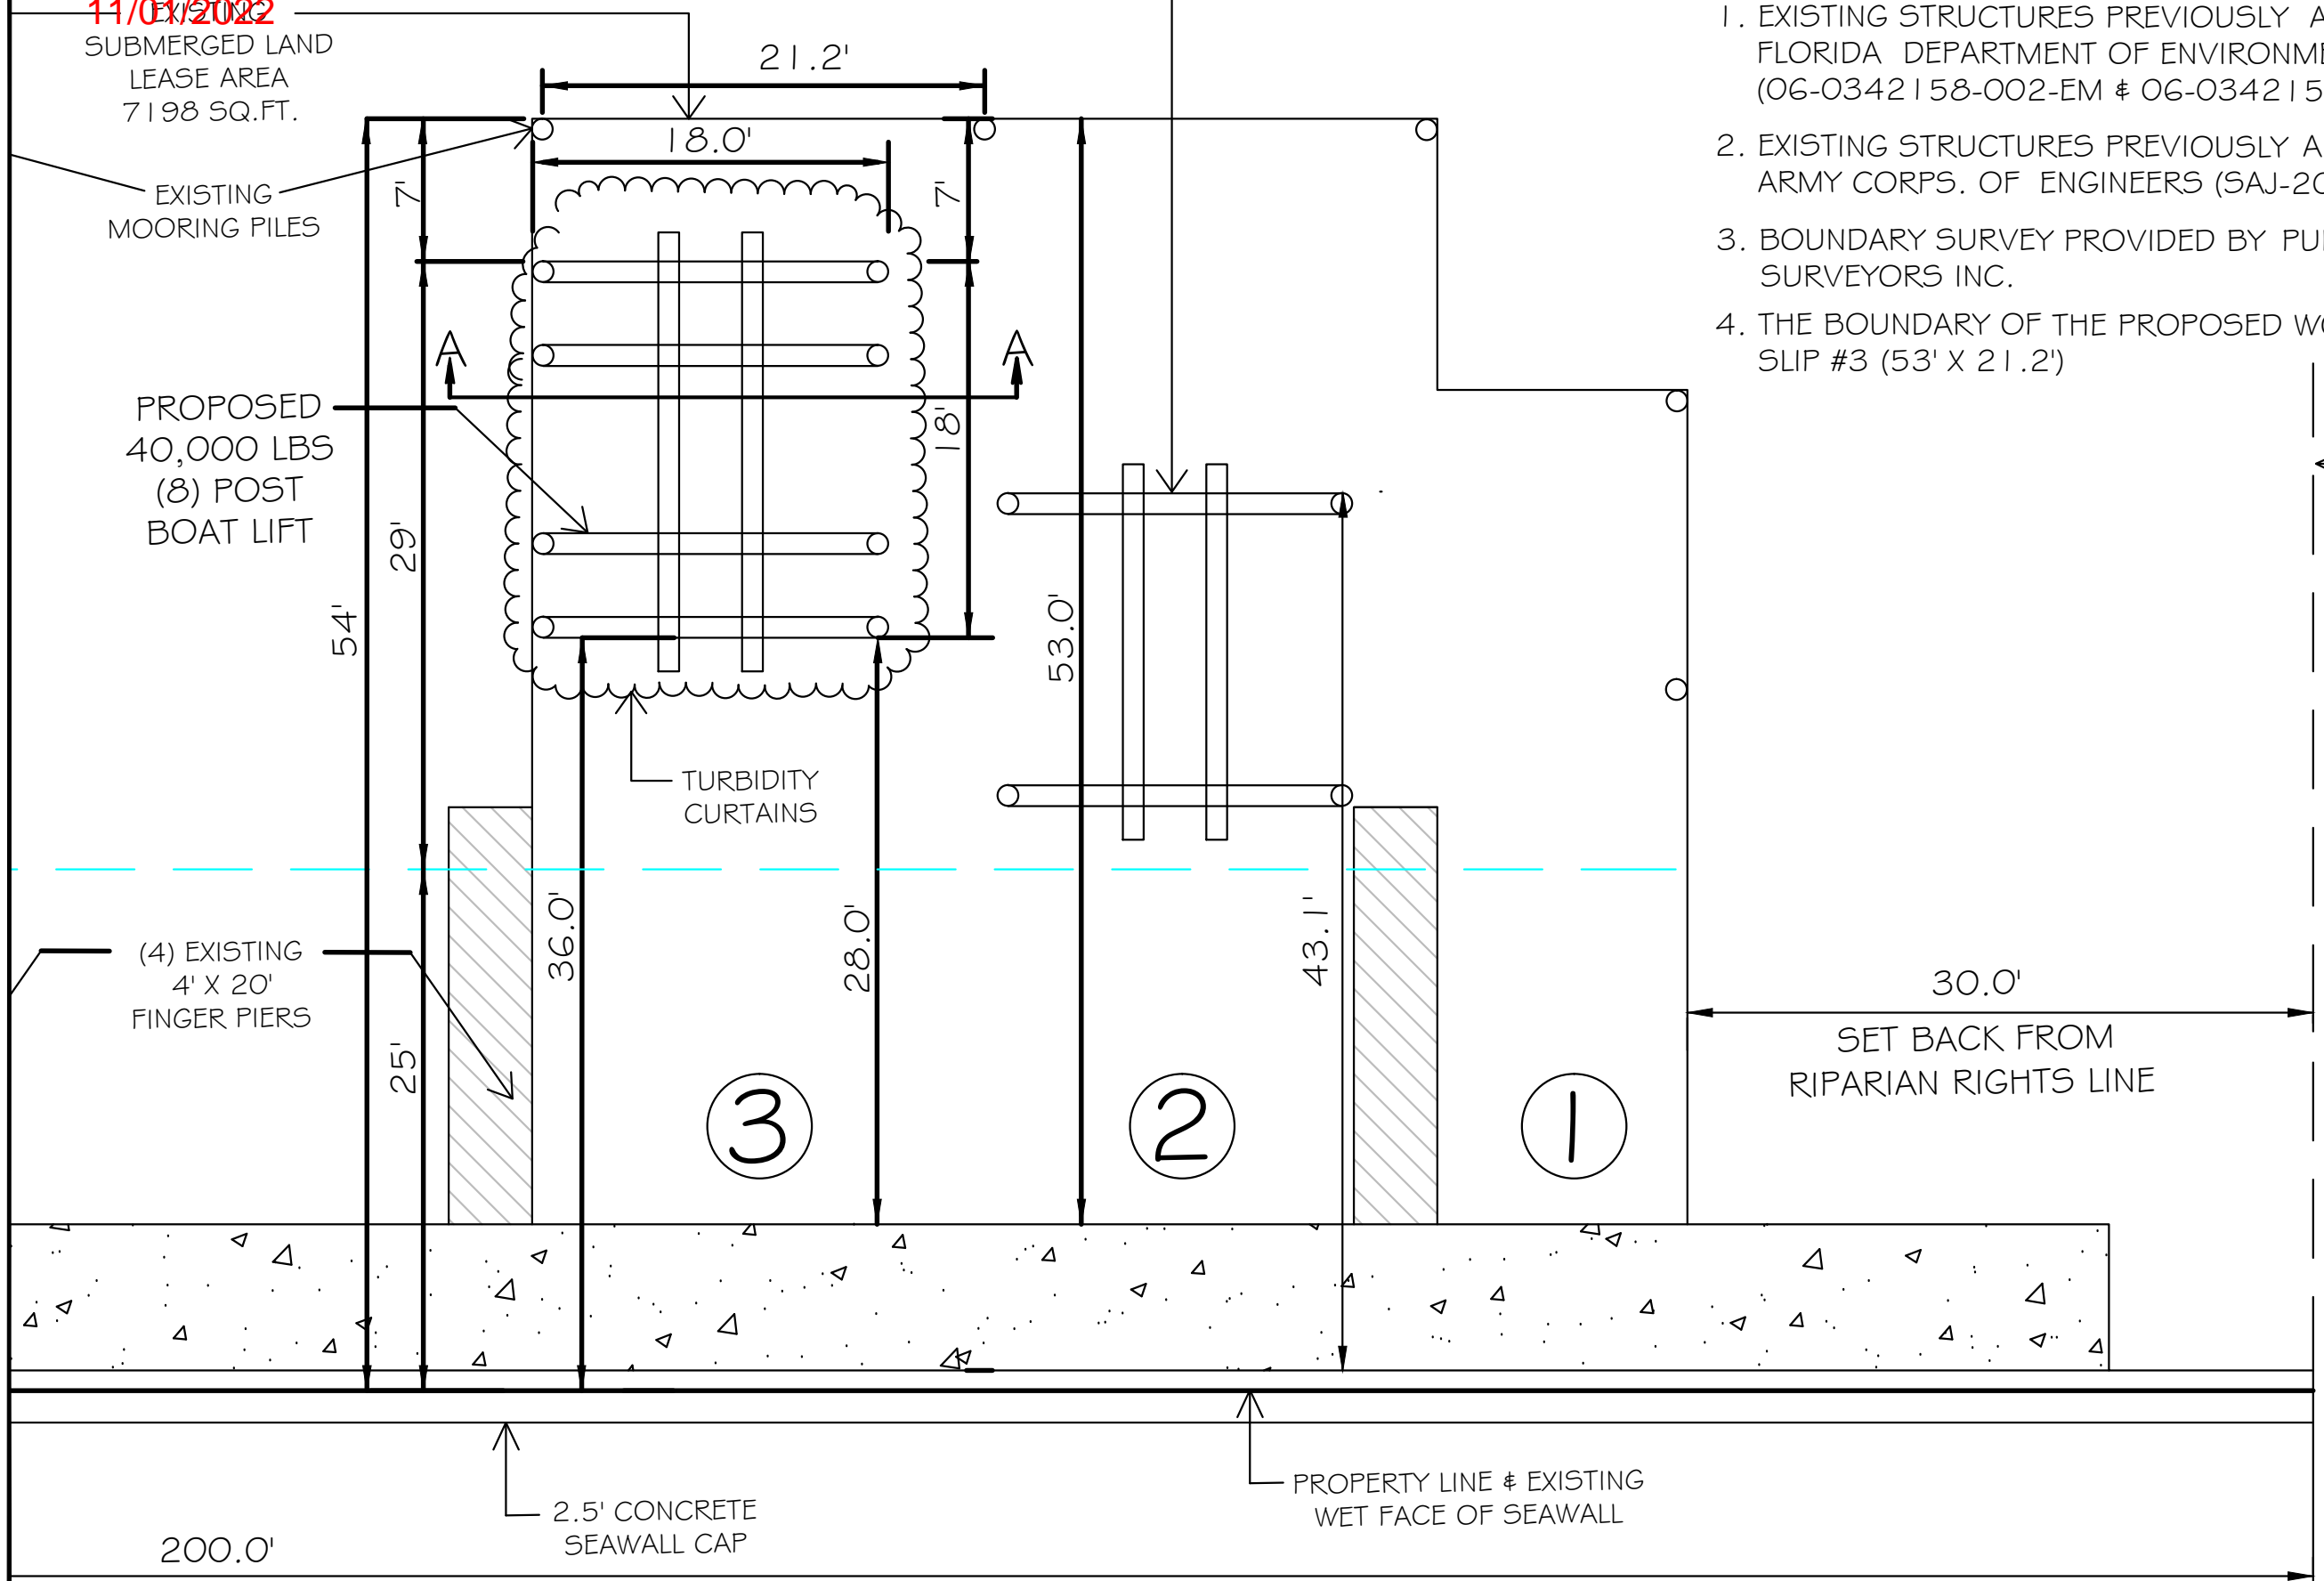 11/01/2022
EXISTING
SUBMERGED LAND
LEASE AREA
7198 SQ.FT.
EXISTING
MOORING PILES
21.2'
18.0'
7'
7'
A
A
PROPOSED
40,000 LBS
(8) POST
BOAT LIFT
18'
29'
54'
53.0'
TURBIDITY
CURTAINS
36.0'
28.0'
43.1'
(4) EXISTING
4' X 20'
FINGER PIERS
25'
3
2
1
30.0'
SET BACK FROM
RIPARIAN RIGHTS LINE
1. EXISTING STRUCTURES PREVIOUSLY
FLORIDA DEPARTMENT OF
(06-0342158-002-EM &
2. EXISTING STRUCTURES PREVIOUSLY
ARMY CORPS. OF ENGINEERS
3. BOUNDARY SURVEY PROVIDED BY
SURVEYORS INC.
4. THE BOUNDARY OF THE PROPOSED
SLIP #3 (53' X 21.2')
PROPERTY LINE & EXISTING
WET FACE OF SEAWALL
2.5' CONCRETE
SEAWALL CAP
200.0'